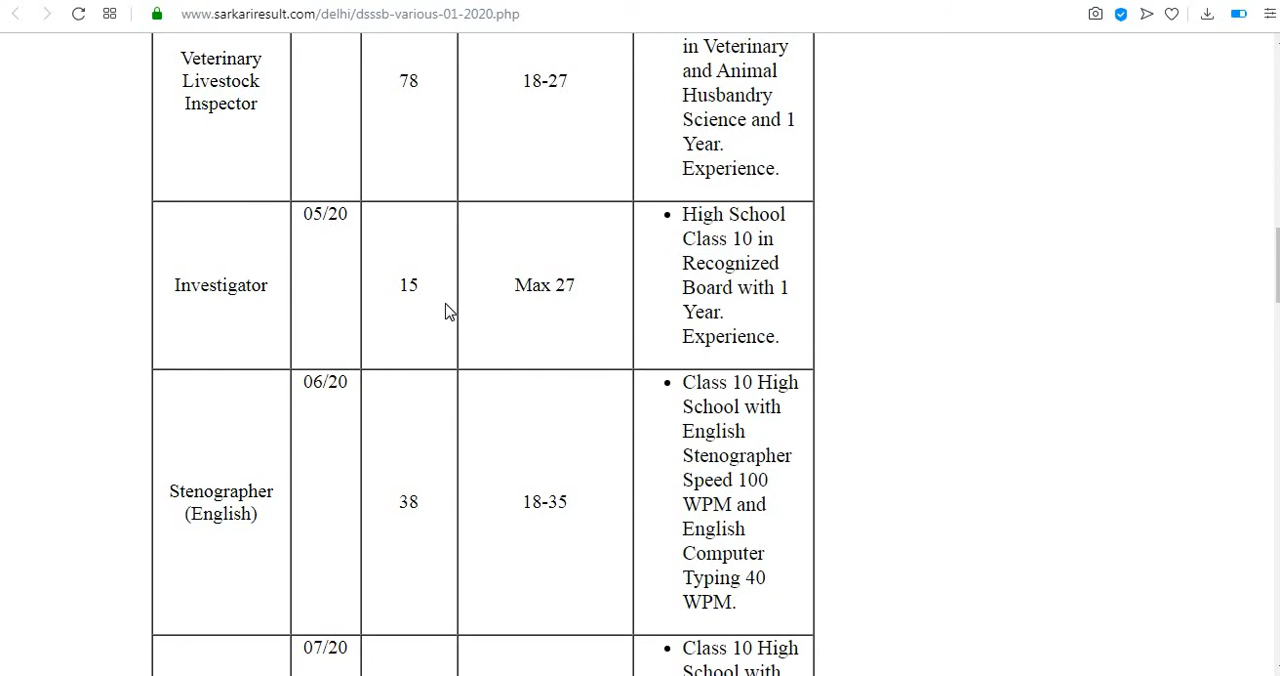 www.sarkariresult.com/delhi/dsssb-various-01-2020.php
Veterinary
Livestock
Inspector
78
18-27
in Veterinary
and Animal
Husbandry
Science and 1
Year.
Experience.
Investigator
05/20
15
Max 27
• High School
Class 10 in
Recognized
Board with 1
Year.
Experience.
Stenographer
(English)
06/20
38
18-35
• Class 10 High
School with
English
Stenographer
Speed 100
WPM and
English
Computer
Typing 40
WPM.
07/20
• Class 10 High
School with